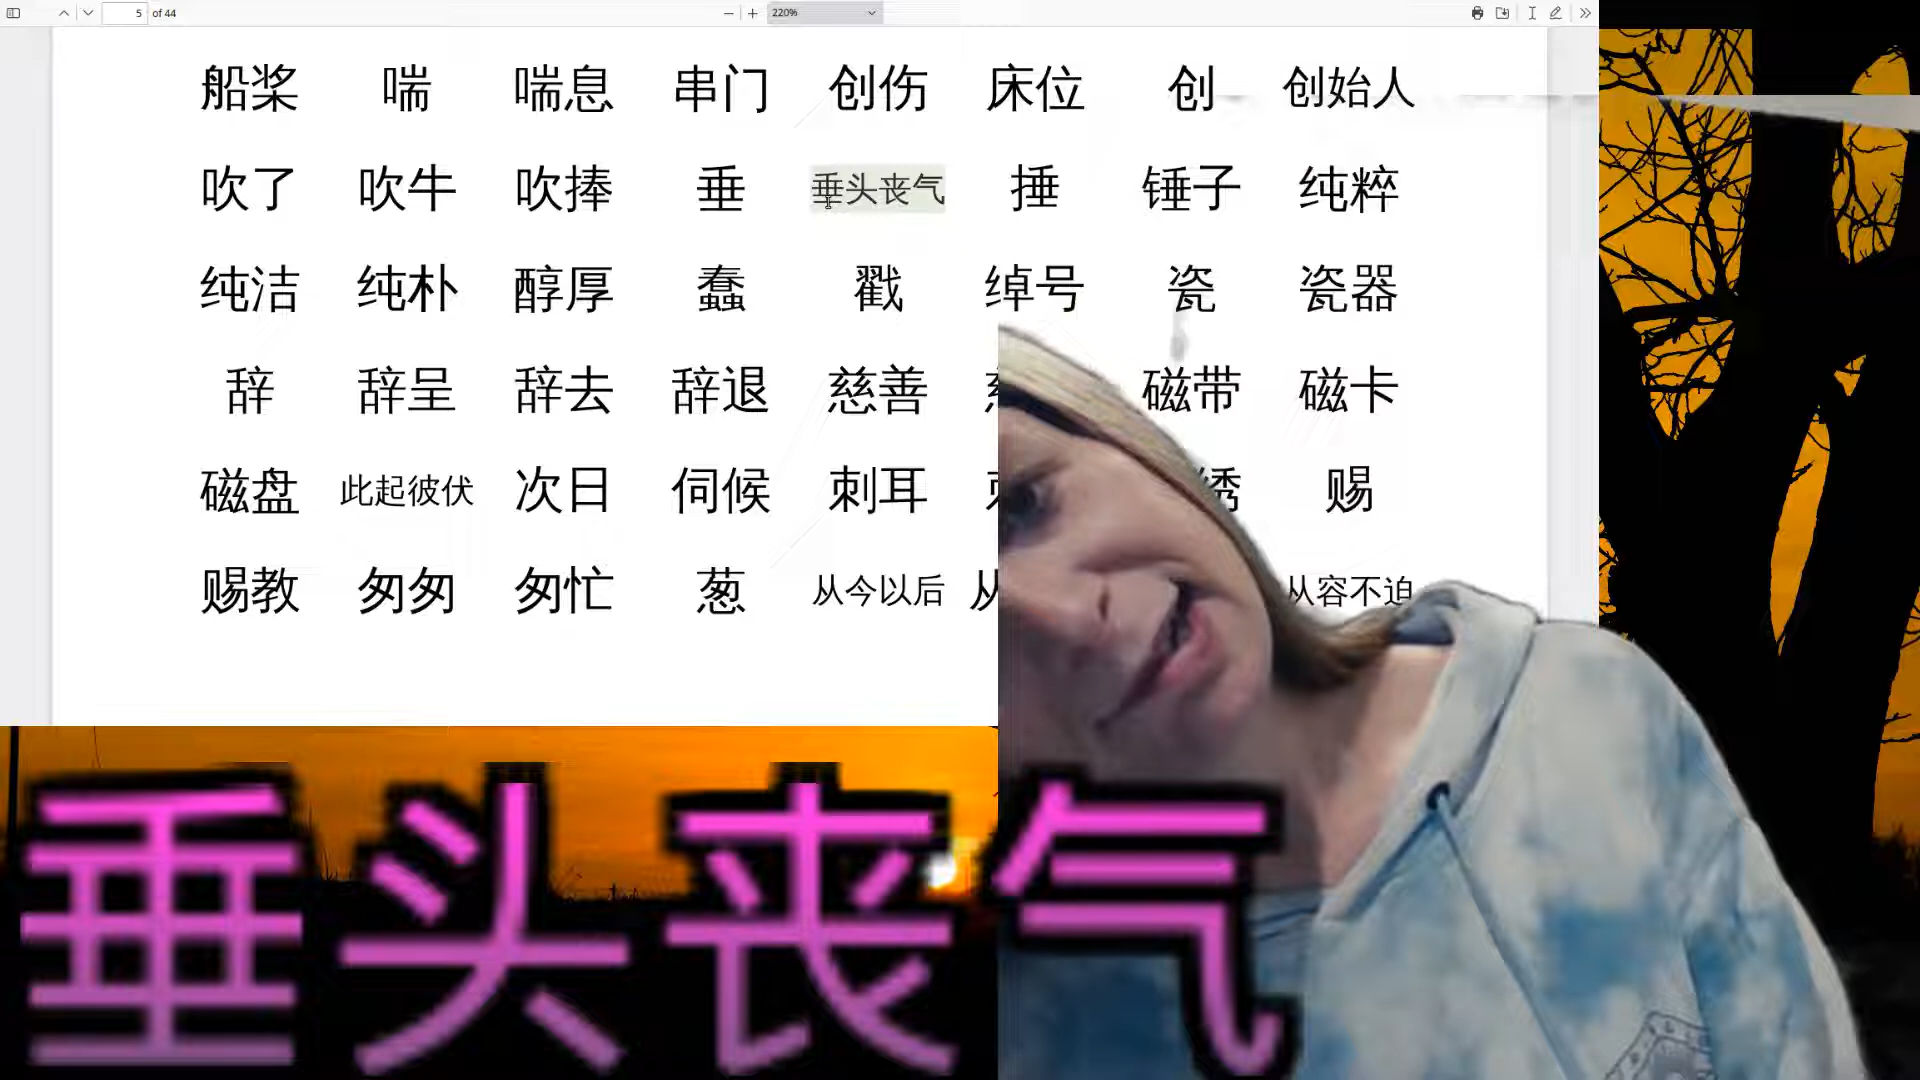 5 of 44 220%
船桨 喘 喘息 串门 创伤 床位 创 创始人
吹了 吹牛 吹捧 垂 垂头丧气 捶 锤子 纯粹
纯洁 纯朴 醇厚 蠢 戳 绰号 瓷 瓷器
辞 辞呈 辞去 辞退 慈善 磁带 磁卡
磁盘 此起彼伏 次日 伺候 刺耳 绣 赐
赐教 匆匆 匆忙 葱 从今以后 从 从容不迫
垂头丧气